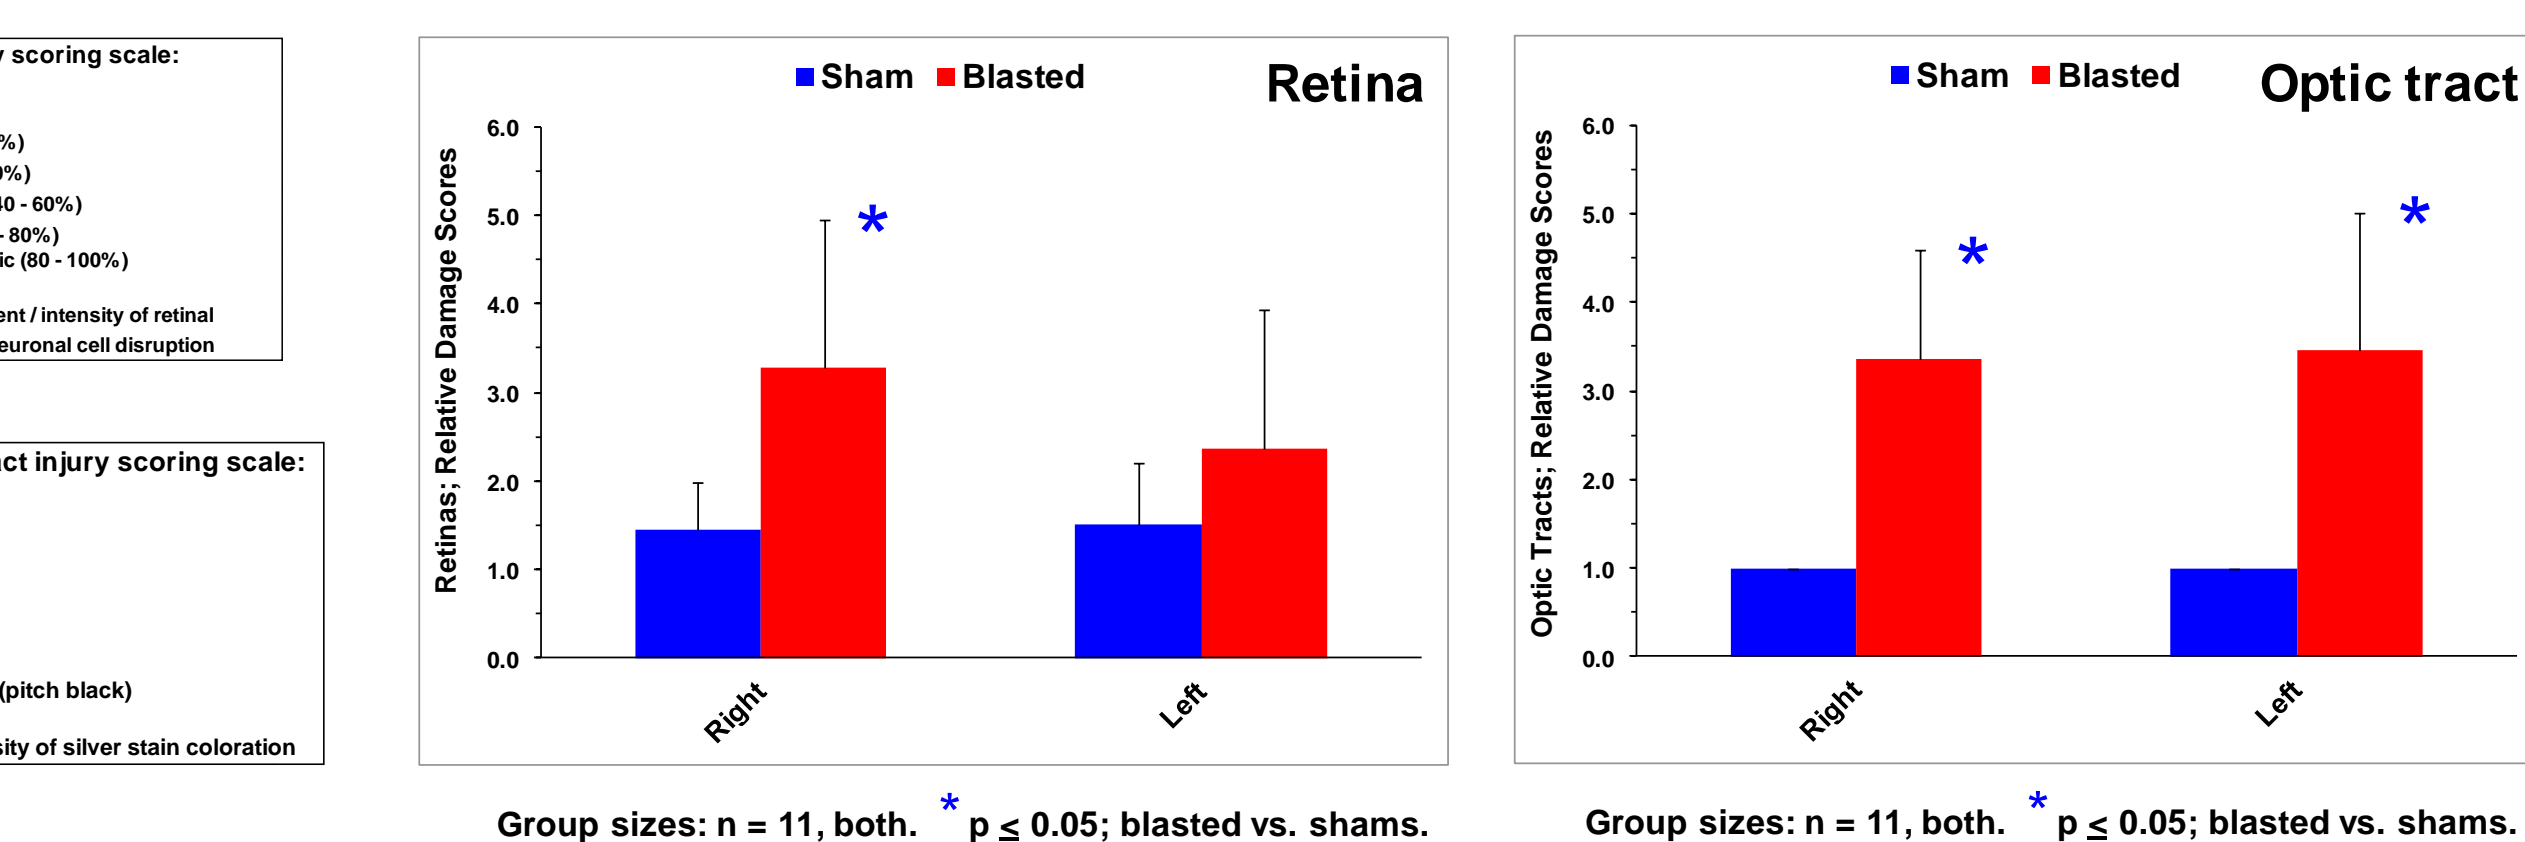 scoring scale:
%)
%)
40 - 60%)
- 80%)
ic (80 - 100%)
ent / intensity of retinal
euronal cell disruption
act injury scoring scale:
(pitch black)
sity of silver stain coloration
Sham Blasted
Retina
Retinas; Relative Damage Scores
6.0
5.0
4.0
3.0
2.0
1.0
0.0
Right
Left
Group sizes: n = 11, both. * p ≤ 0.05; blasted vs. shams.
Sham Blasted
Optic tract
Optic Tracts; Relative Damage Scores
6.0
5.0
4.0
3.0
2.0
1.0
0.0
Right
Left
*
*
*
Group sizes: n = 11, both. * p ≤ 0.05; blasted vs. shams.